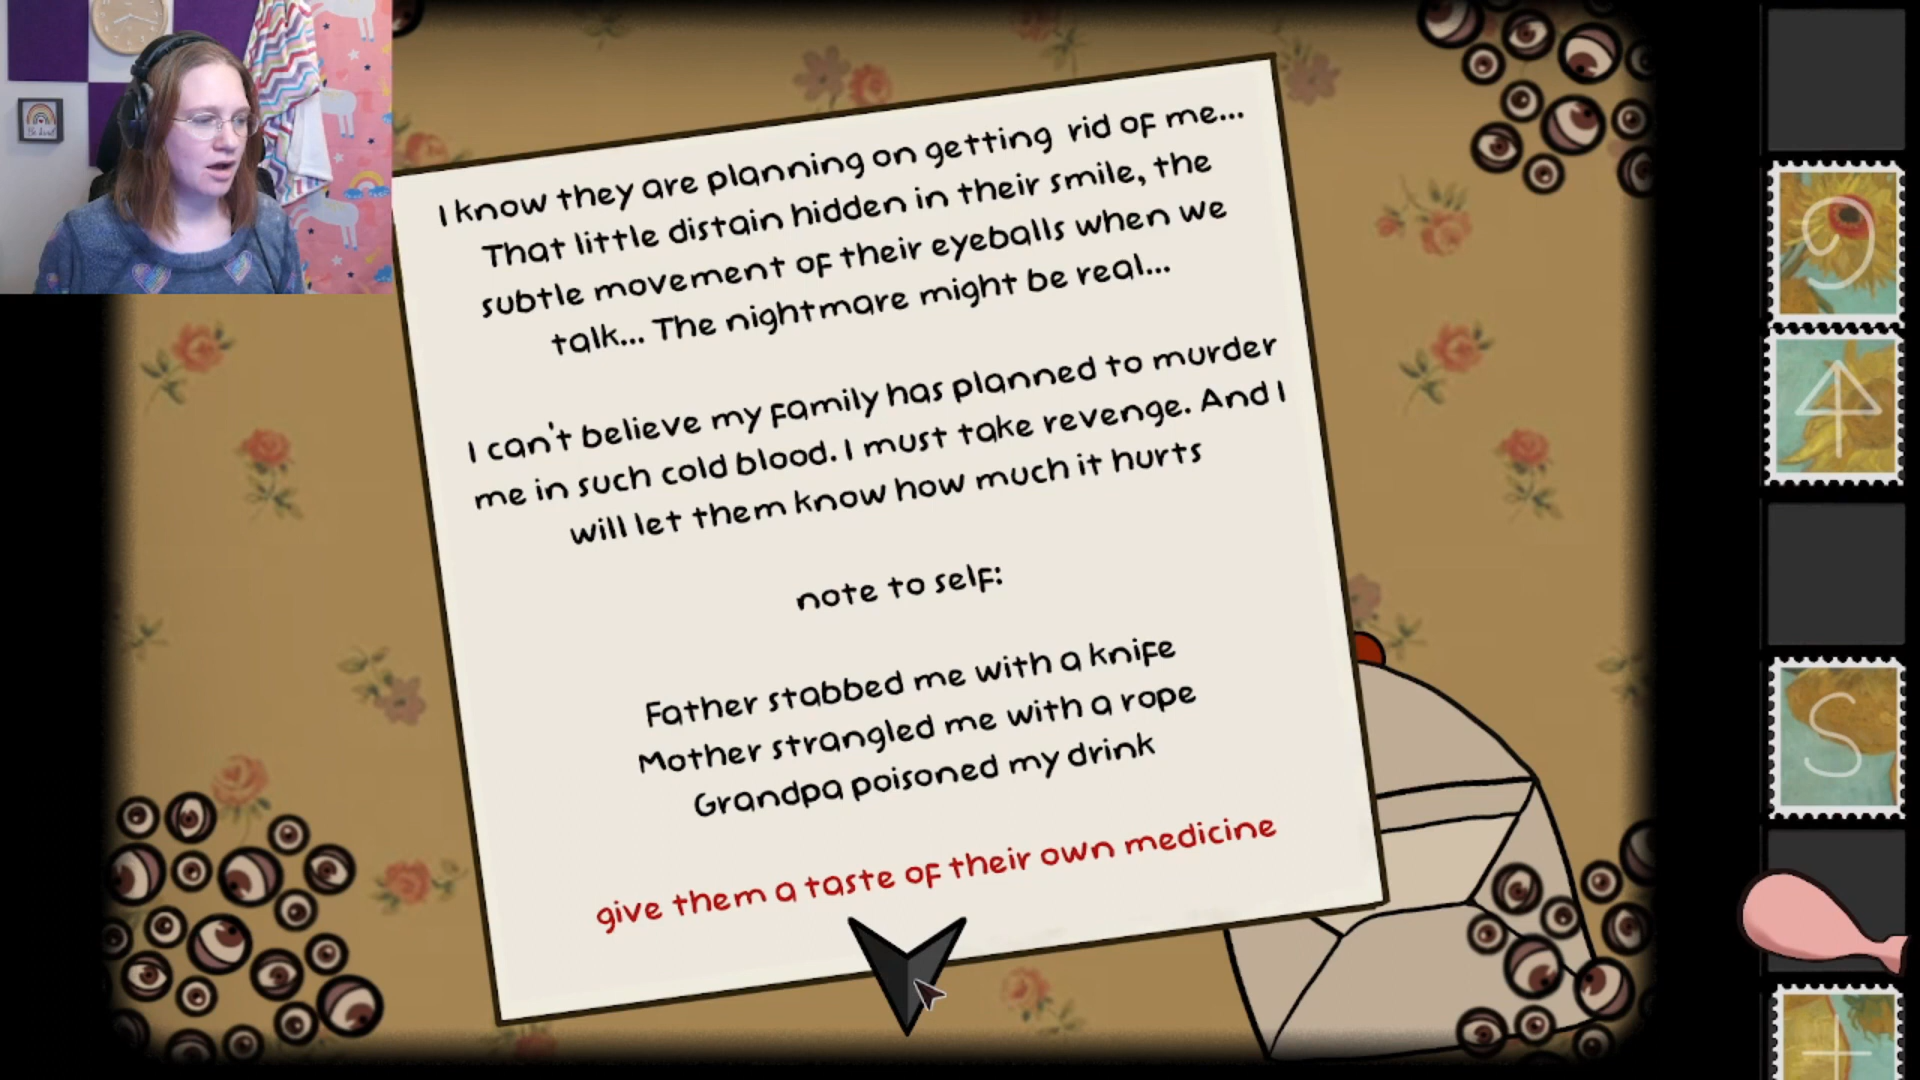 I know they are planning on getting rid of me...
That little distain hidden in their smile, the
subtle movement of their eyeballs when we
talk... The nightmare might be real...
I can't believe my family has planned to murder
me in such cold blood. I must take revenge. And I
will let them know how much it hurts
note to self:
Father stabbed me with a knife
Mother strangled me with a rope
Grandpa poisoned my drink
give them a taste of their own medicine
9
S